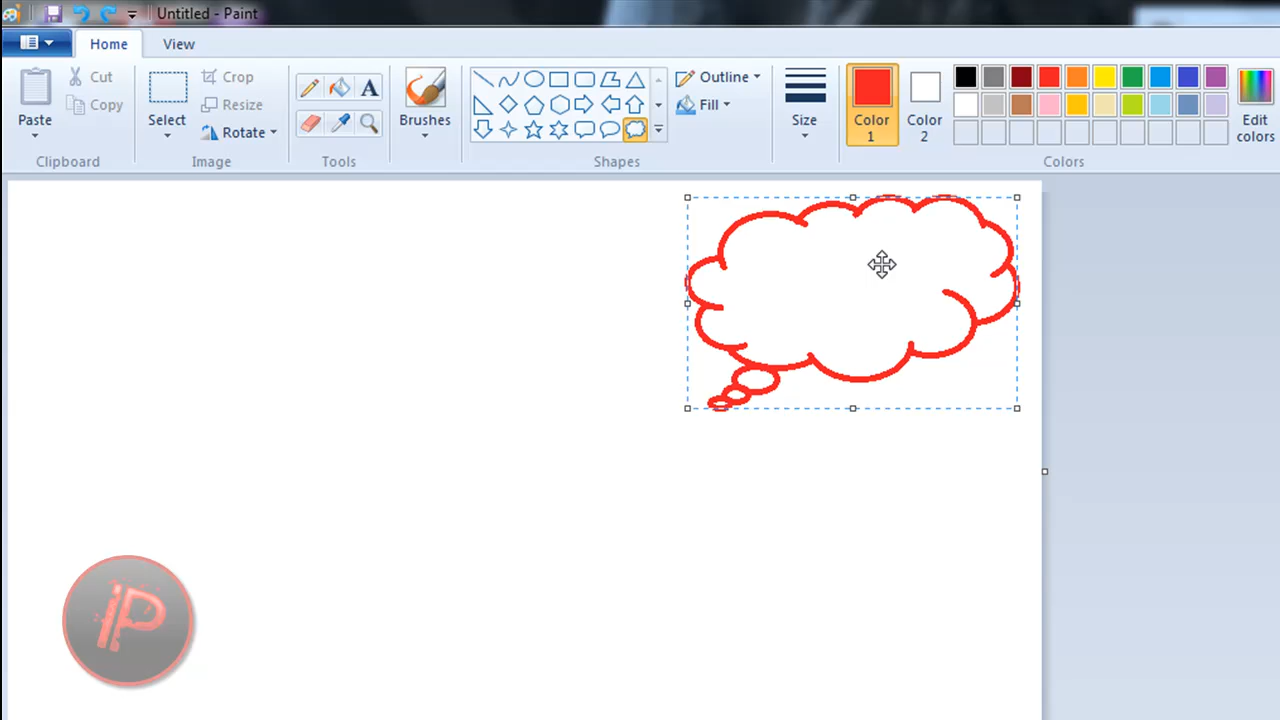 Untitled - Paint
Home View
Cut
Copy
Paste
Clipboard
Select
Crop
Resize
Rotate
Image
A
Tools
Brushes
Outline
Fill
Shapes
Size
Color 1
Color 2
Edit colors
Colors
IP